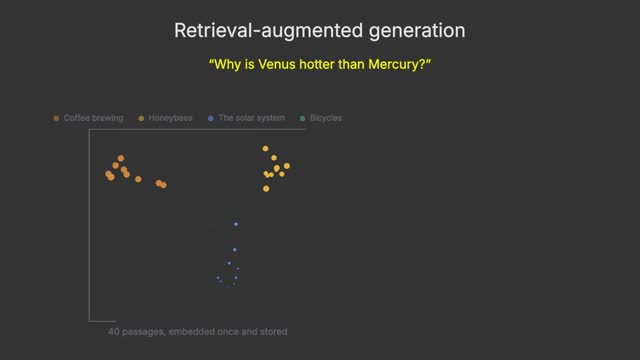 Retrieval-augmented generation
“Why is Venus hotter than Mercury?”
Coffee brewing Honeybees The solar system Bicycles
40 passages, embedded once and stored